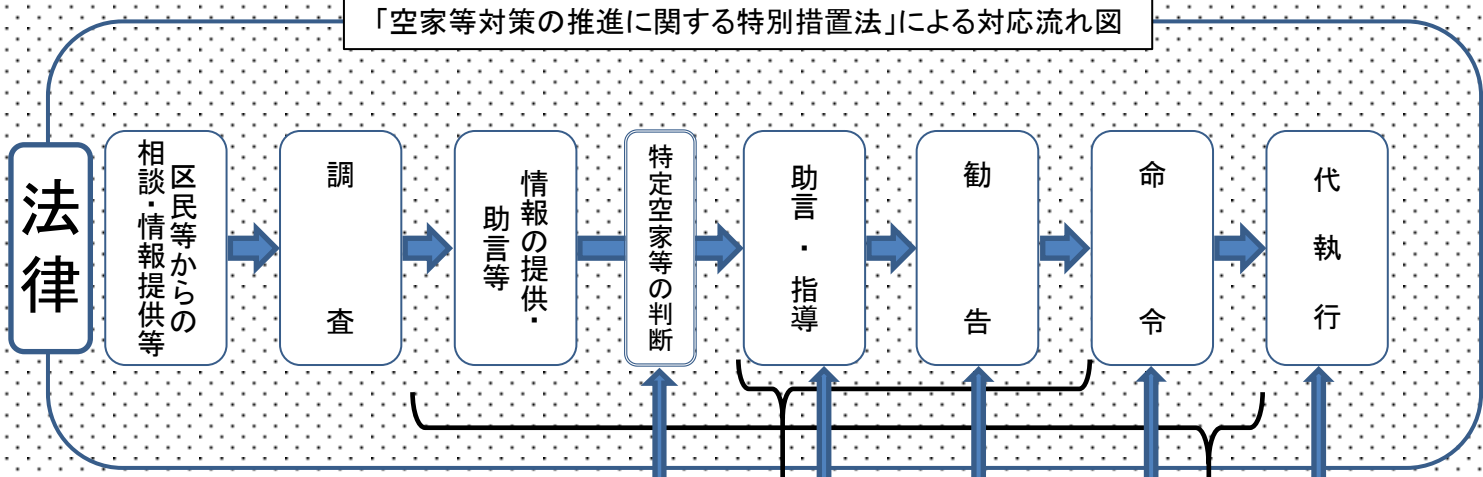 「空家等対策の推進に関する特別措置法」による対応流れ図
法律
区民等からの
相談・情報提供等
調査
情報の提供・
助言等
特定空家等の判断
助言・指導
勧告
命令
代執行